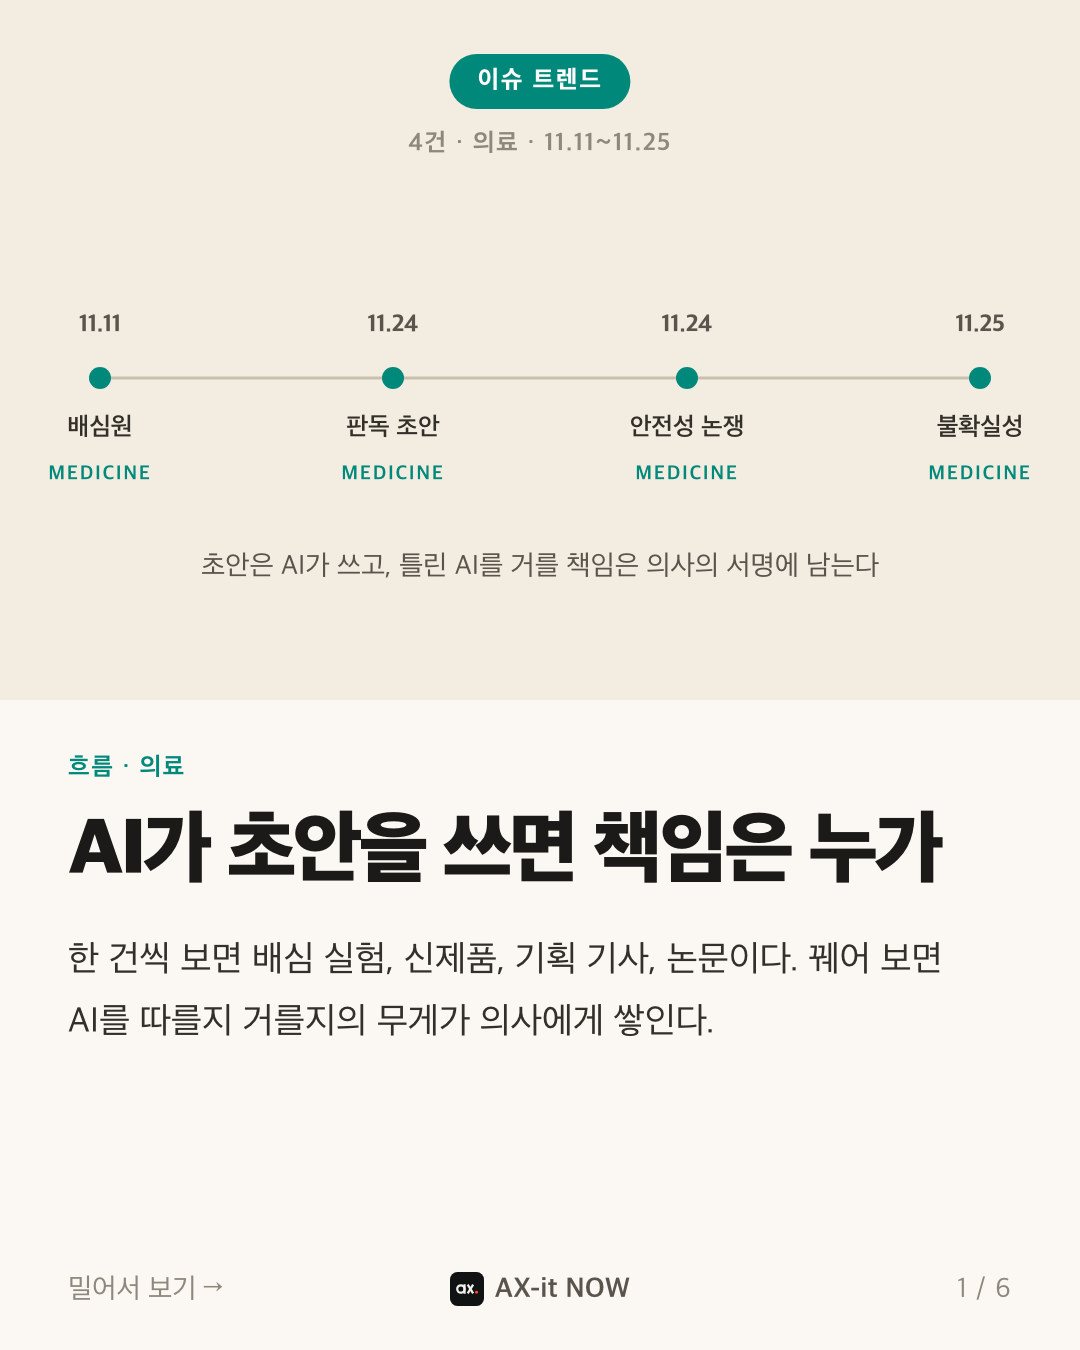 이슈 트렌드
4건 · 의료 · 11.11~11.25
11.11 11.24 11.24 11.25
배심원 판독 초안 안전성 논쟁 불확실성
MEDICINE MEDICINE MEDICINE MEDICINE
초안은 AI가 쓰고, 틀린 AI를 거를 책임은 의사의 서명에 남는다
흐름 · 의료
AI가 초안을 쓰면 책임은 누가
한 건씩 보면 배심 실험, 신제품, 기획 기사, 논문이다. 꿰어 보면
AI를 따를지 거를지의 무게가 의사에게 쌓인다.
밀어서 보기 → ax. AX-it NOW 1 / 6